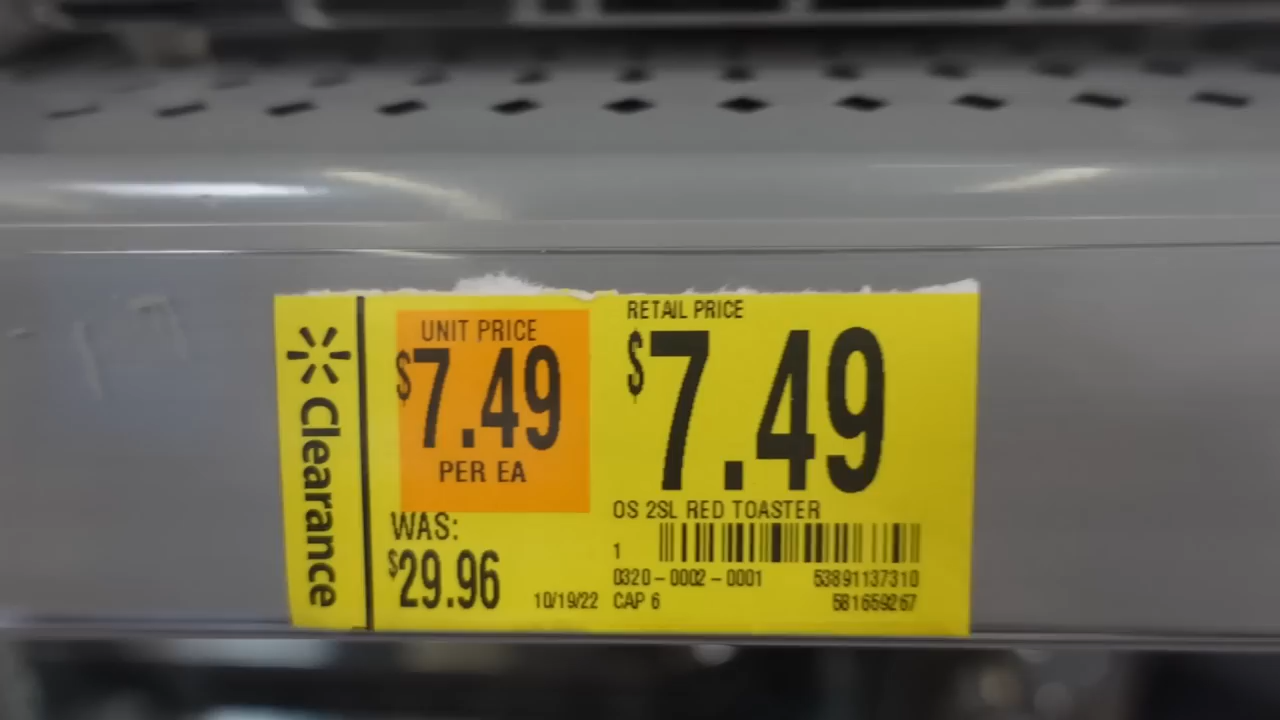 Clearance
UNIT PRICE
$7.49
PER EA
WAS:
$29.96
10/19/22
RETAIL PRICE
$7.49
OS 2SL RED TOASTER
1
0320-0002-0001 53891137310
CAP 6 581659267